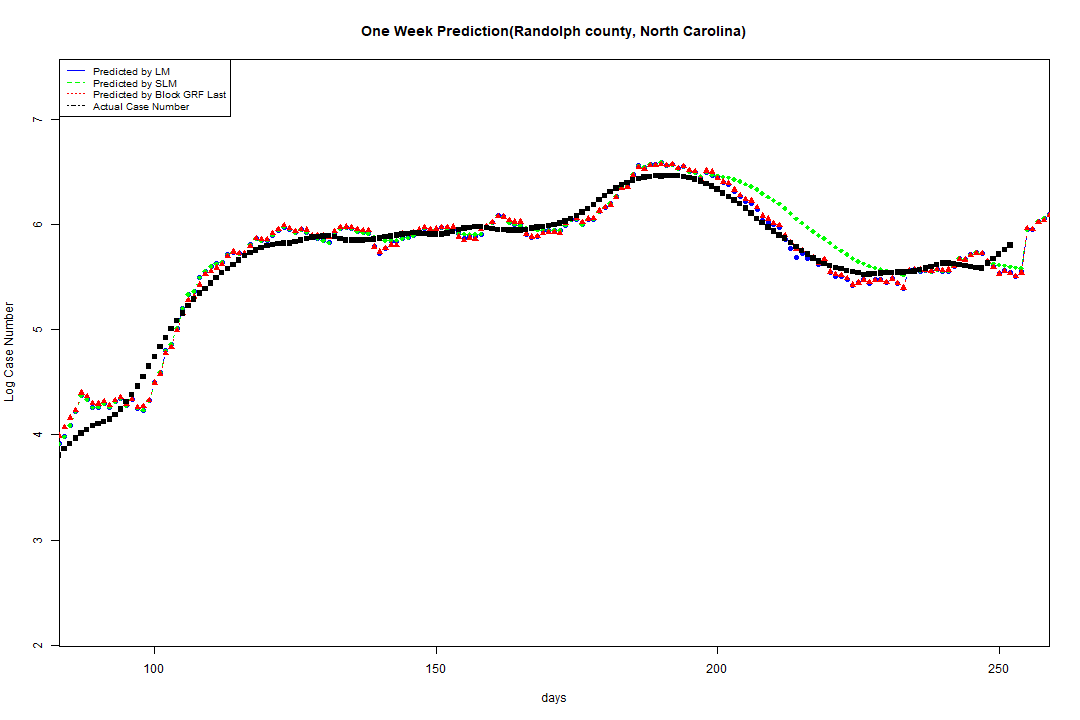 One Week Prediction(Randolph county, North Carolina)
Predicted by LM
Predicted by SLM
Predicted by Block GRF Last
Actual Case Number
7
6
5
4
3
2
Log Case Number
100 150 200 250
days